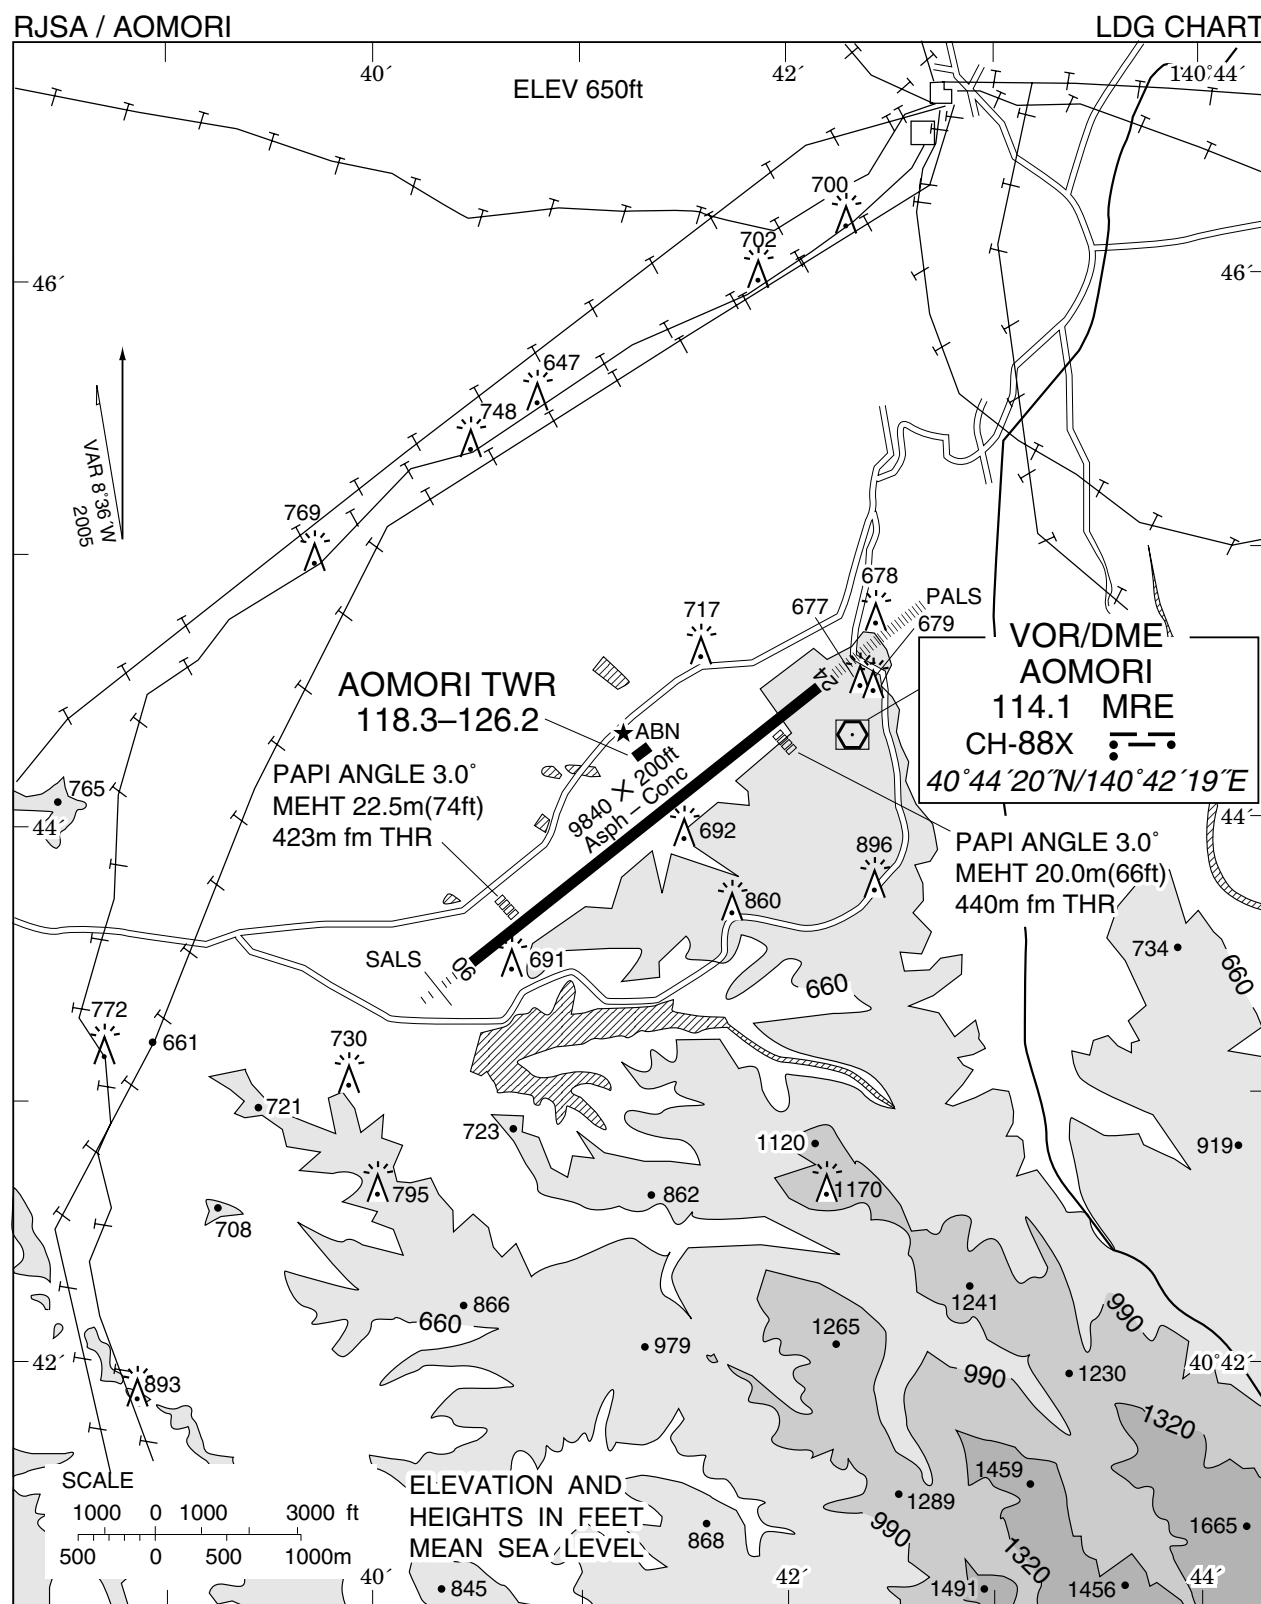 RJSA / AOMORI
LDG CHART
40´
42´
140°44´
ELEV 650ft
700
702
46´
46´
647
748
VAR 8°36´W
2005
769
678
717
677
PALS
679
24
VOR/DME
AOMORI
114.1 MRE
CH-88X
40°44´20˝N/140°42´19˝E
AOMORI TWR
118.3–126.2
ABN
9840 X 200ft
Asph – Conc
PAPI ANGLE 3.0°
MEHT 22.5m(74ft)
423m fm THR
765
44´
44´
692
896
PAPI ANGLE 3.0°
MEHT 20.0m(66ft)
440m fm THR
860
SALS
06
691
734
660
660
772
661
730
721
723
1120
919
795
862
1170
708
866
660
979
1265
1241
990
42´
40°42´
893
990
1230
1320
SCALE
1000 0 1000 3000 ft
500 0 500 1000m
ELEVATION AND
HEIGHTS IN FEET
MEAN SEA LEVEL
1459
1289
990
868
1665
1320
40´
845
42´
1491
1456
44´